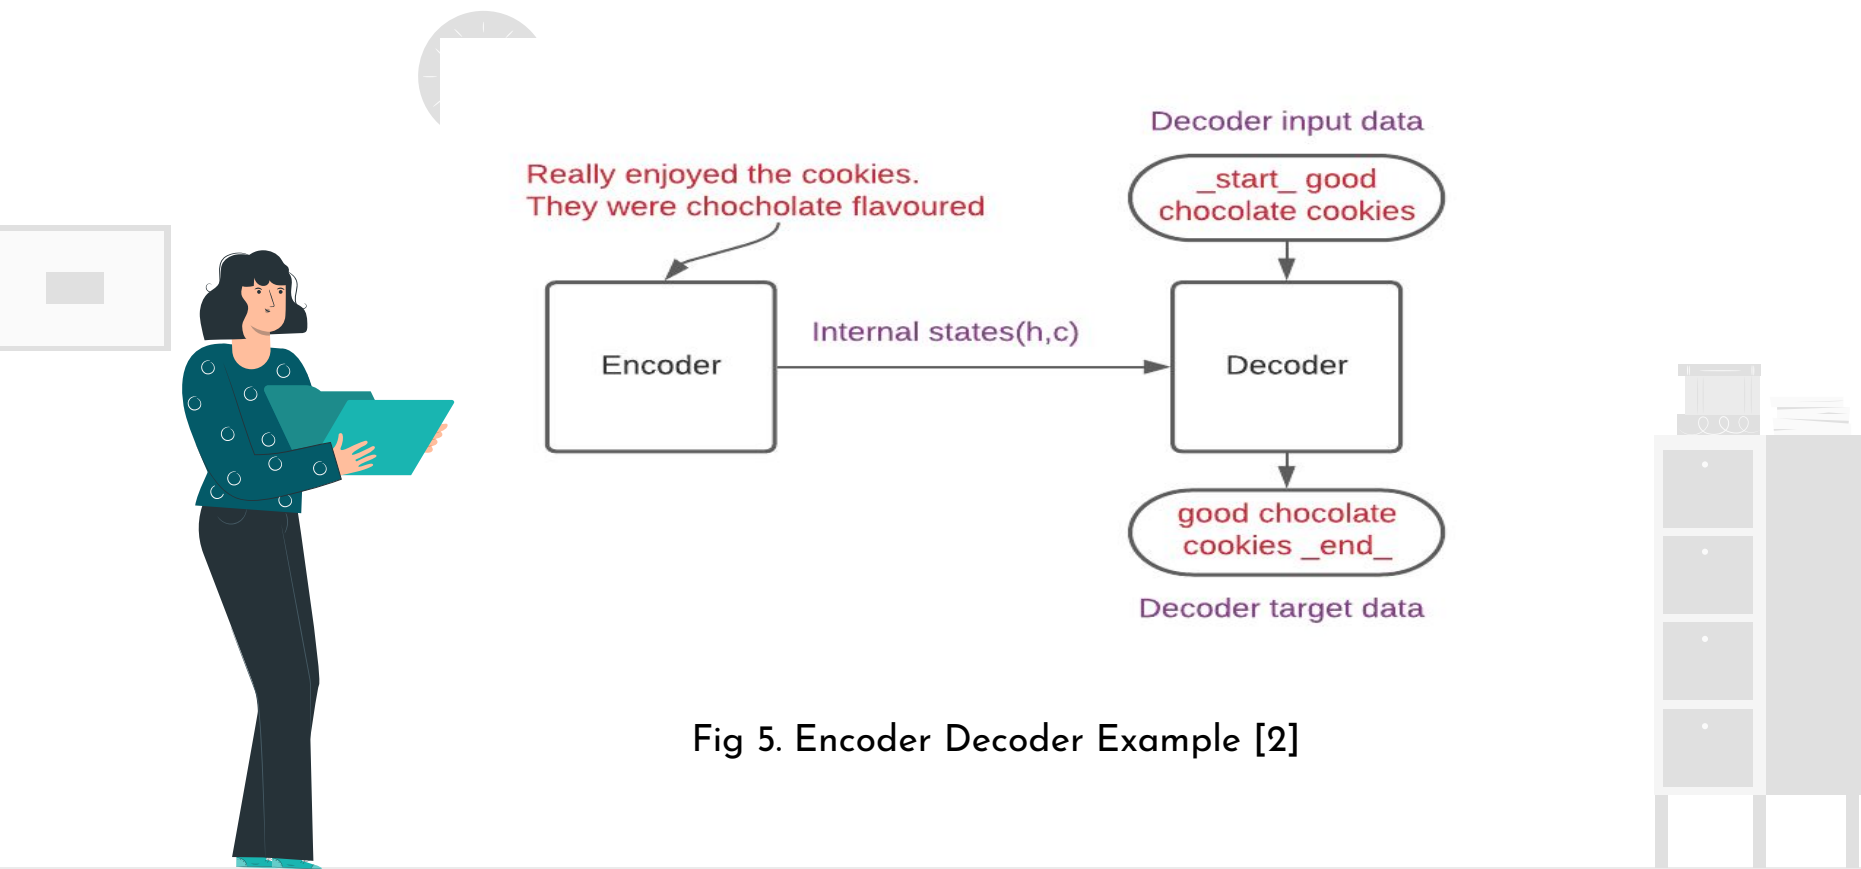 Decoder input data
Really enjoyed the cookies.
They were chocholate flavoured
_start_ good
chocolate cookies
Internal states(h,c)
Encoder
Decoder
good chocolate
cookies _end_
Decoder target data
Fig 5. Encoder Decoder Example [2]